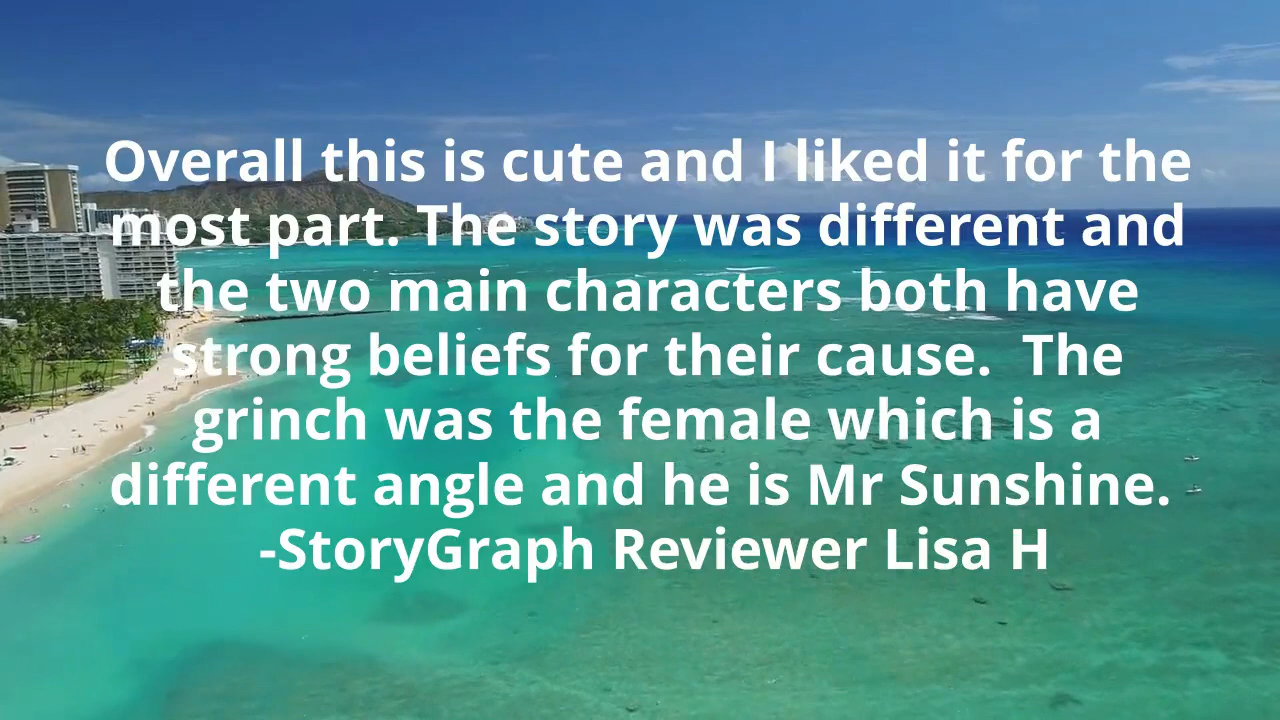 Overall this is cute and I liked it for the
most part. The story was different and
the two main characters both have
strong beliefs for their cause.  The
grinch was the female which is a
different angle and he is Mr Sunshine.
-StoryGraph Reviewer Lisa H